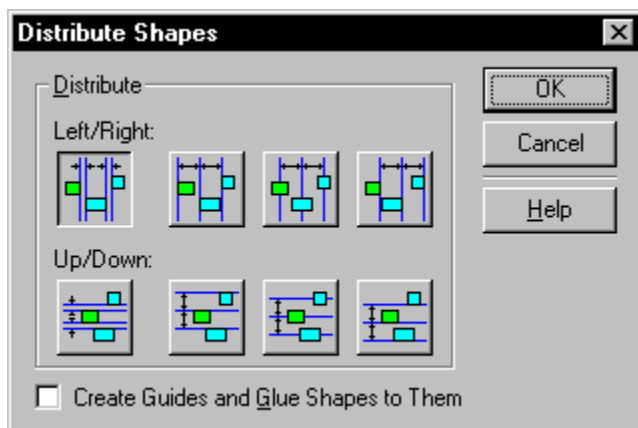 Distribute Shapes
Distribute
Left/Right:
Up/Down:
OK
Cancel
Help
Create Guides and Glue Shapes to Them